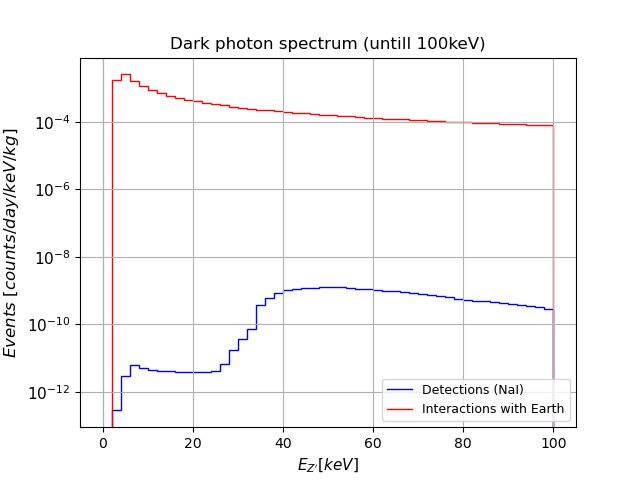 Dark photon spectrum (untill 100keV)
Events [counts/day/keV/kg]
10⁻⁴
10⁻⁶
10⁻⁸
10⁻¹⁰
10⁻¹²
Detections (NaI)
Interactions with Earth
0 20 40 60 80 100
E_Z'[keV]